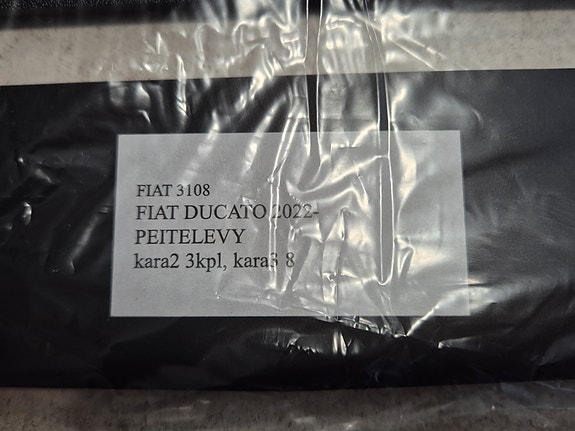 FIAT 3108
FIAT DUCATO 2022-
PEITELEVY
kara2 3kpl, kara3 8